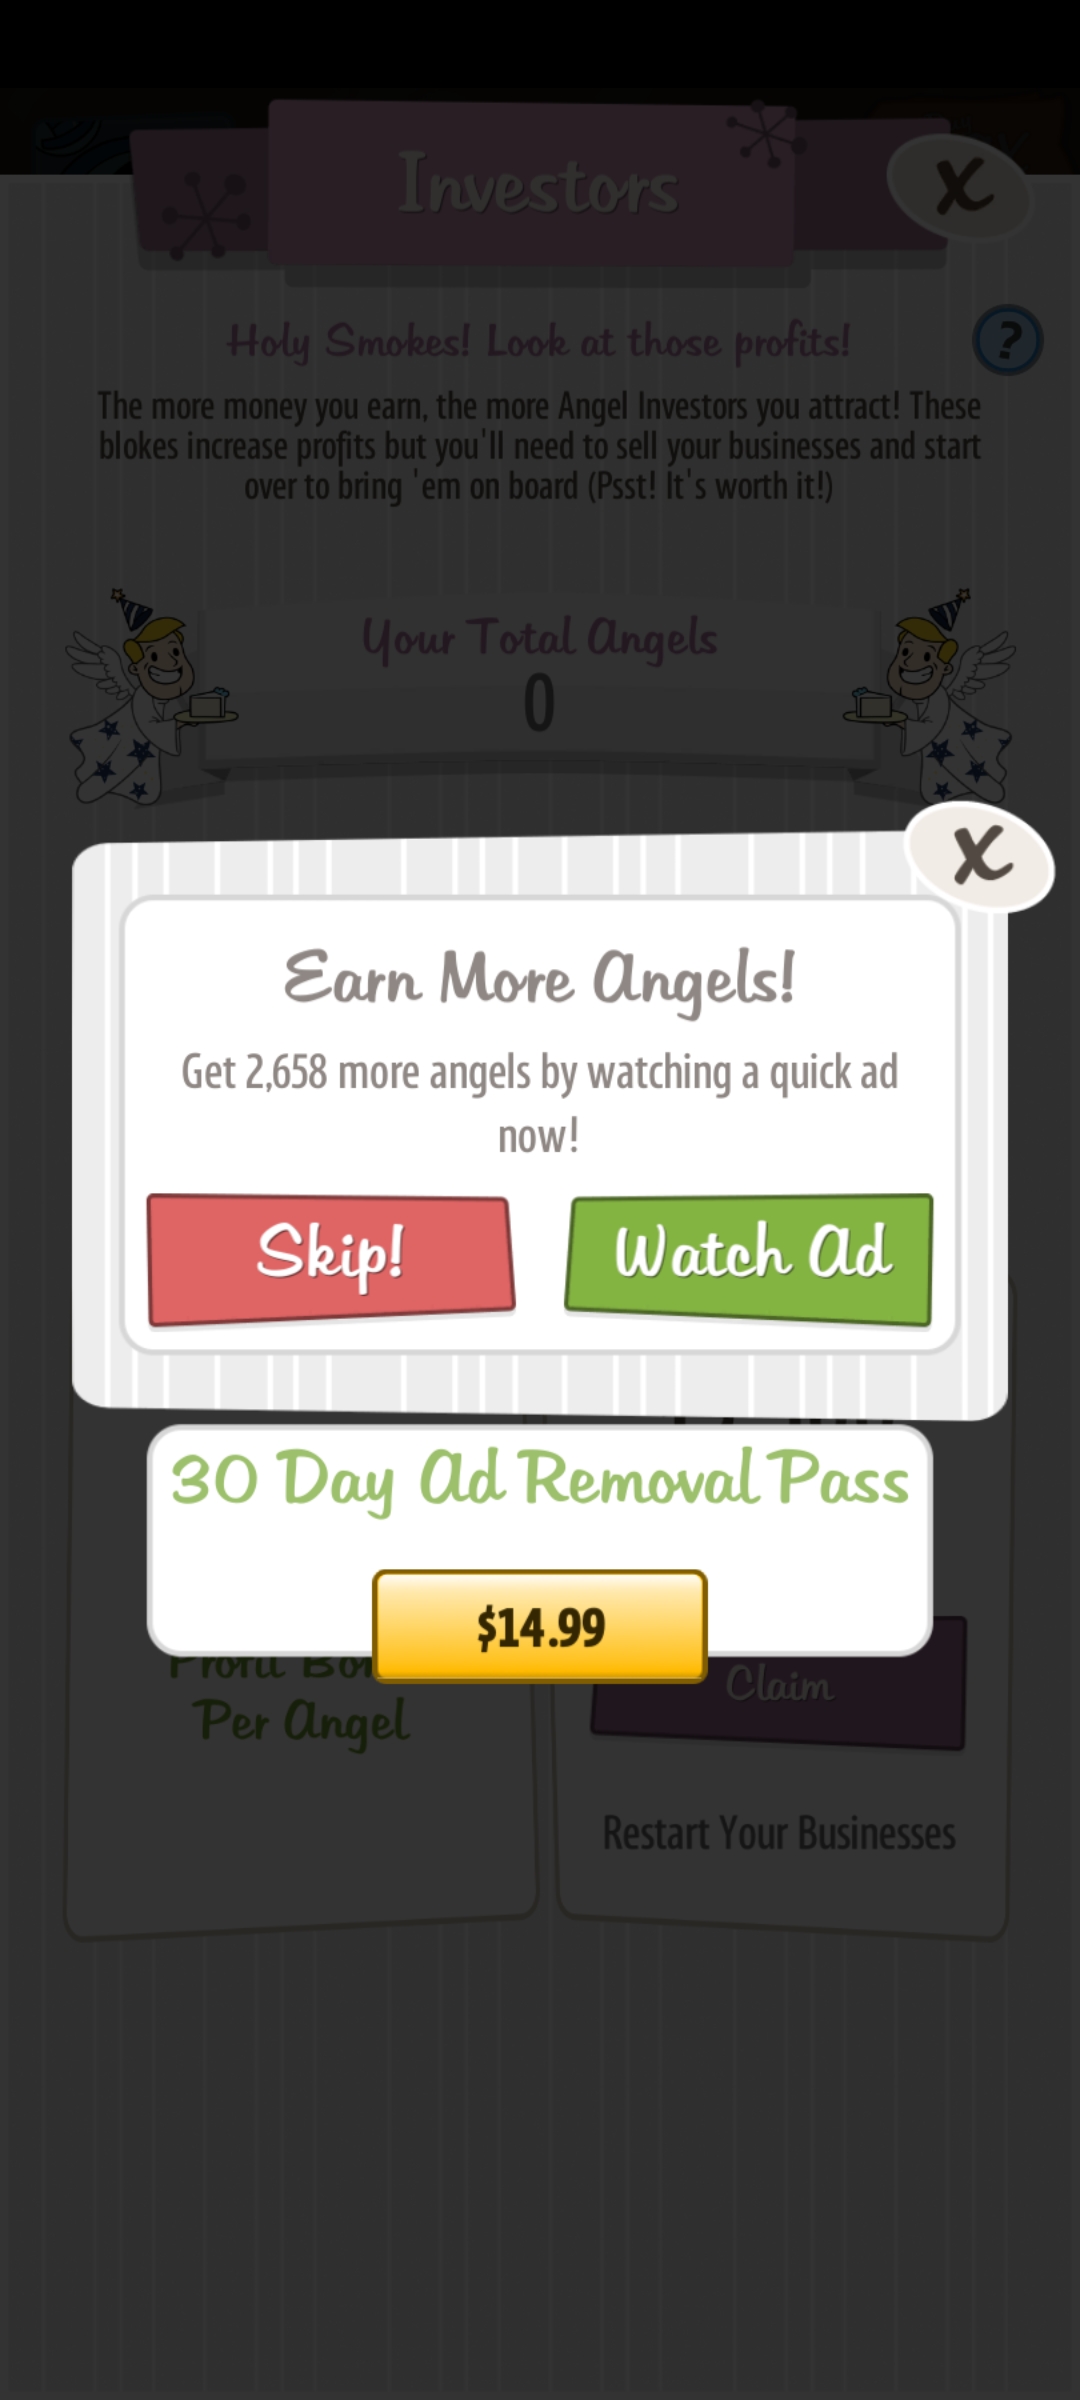 Investors
X
Holy Smokes! Look at those profits!
?
The more money you earn, the more Angel Investors you attract! These
blokes increase profits but you'll need to sell your businesses and start
over to bring 'em on board (Psst! It's worth it!)
Your Total Angels
0
X
Earn More Angels!
Get 2,658 more angels by watching a quick ad
now!
Skip!
Watch Ad
30 Day Ad Removal Pass
$14.99
Profit
Per Angel
Claim
Restart Your Businesses